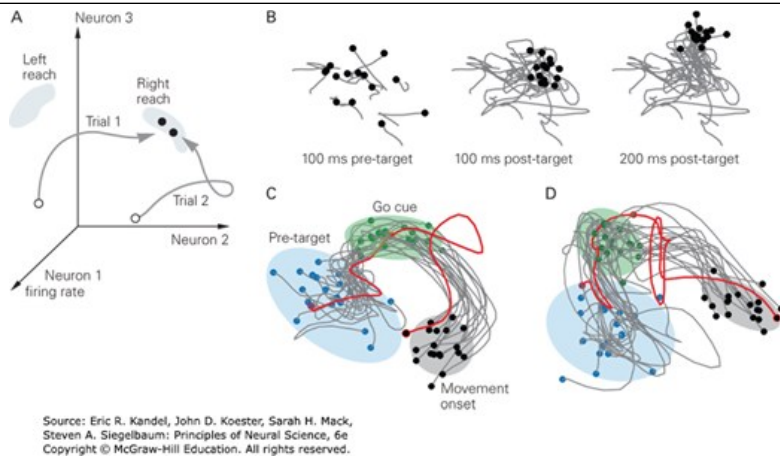 A
Neuron 3
Left
reach
Right
reach
Trial 1
Trial 2
Neuron 2
Neuron 1
firing rate
B
100 ms pre-target
100 ms post-target
200 ms post-target
C
Go cue
Pre-target
Movement
onset
D
Source: Eric R. Kandel, John D. Koester, Sarah H. Mack,
Steven A. Siegelbaum: Principles of Neural Science, 6e
Copyright © McGraw-Hill Education. All rights reserved.